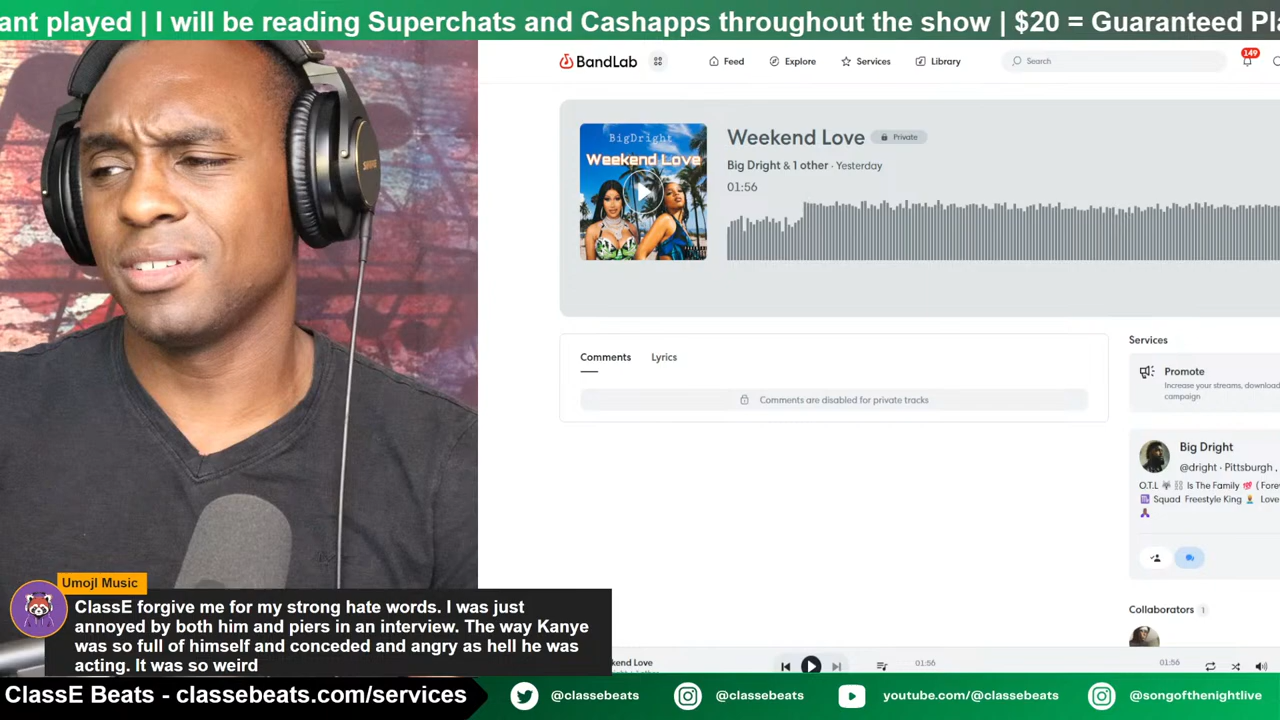 ant played | I will be reading Superchats and Cashapps throughout the show | $20 = Guaranteed Pla
BandLab
Feed
Explore
Services
Library
Search
149
BigDright
Weekend Love
Weekend Love
Private
Big Dright & 1 other · Yesterday
01:56
Comments
Lyrics
Comments are disabled for private tracks
Services
Promote
Increase your streams, download
campaign
Big Dright
@dright · Pittsburgh ,
O.T.L Is The Family ( Fore
Squad Freestyle King Love
Collaborators 1
SHURE
Umojl Music
ClassE forgive me for my strong hate words. I was just
annoyed by both him and piers in an interview. The way Kanye
was so full of himself and conceded and angry as hell he was
acting. It was so weird
kend Love
01:56
01:56
ClassE Beats - classebeats.com/services
@classebeats
@classebeats
youtube.com/@classebeats
@songofthenightlive